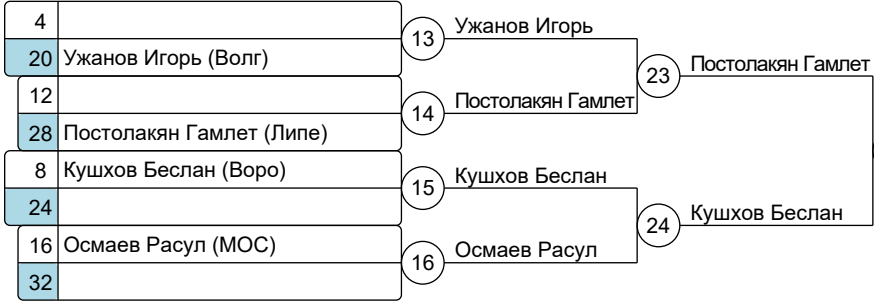 4
20 Ужанов Игорь (Волг)
13
Ужанов Игорь
12
28 Постолакян Гамлет (Липе)
14
Постолакян Гамлет
23
Постолакян Гамлет
8 Кушхов Беслан (Воро)
24
15
Кушхов Беслан
16 Осмаев Расул (МОС)
32
16
Осмаев Расул
24
Кушхов Беслан